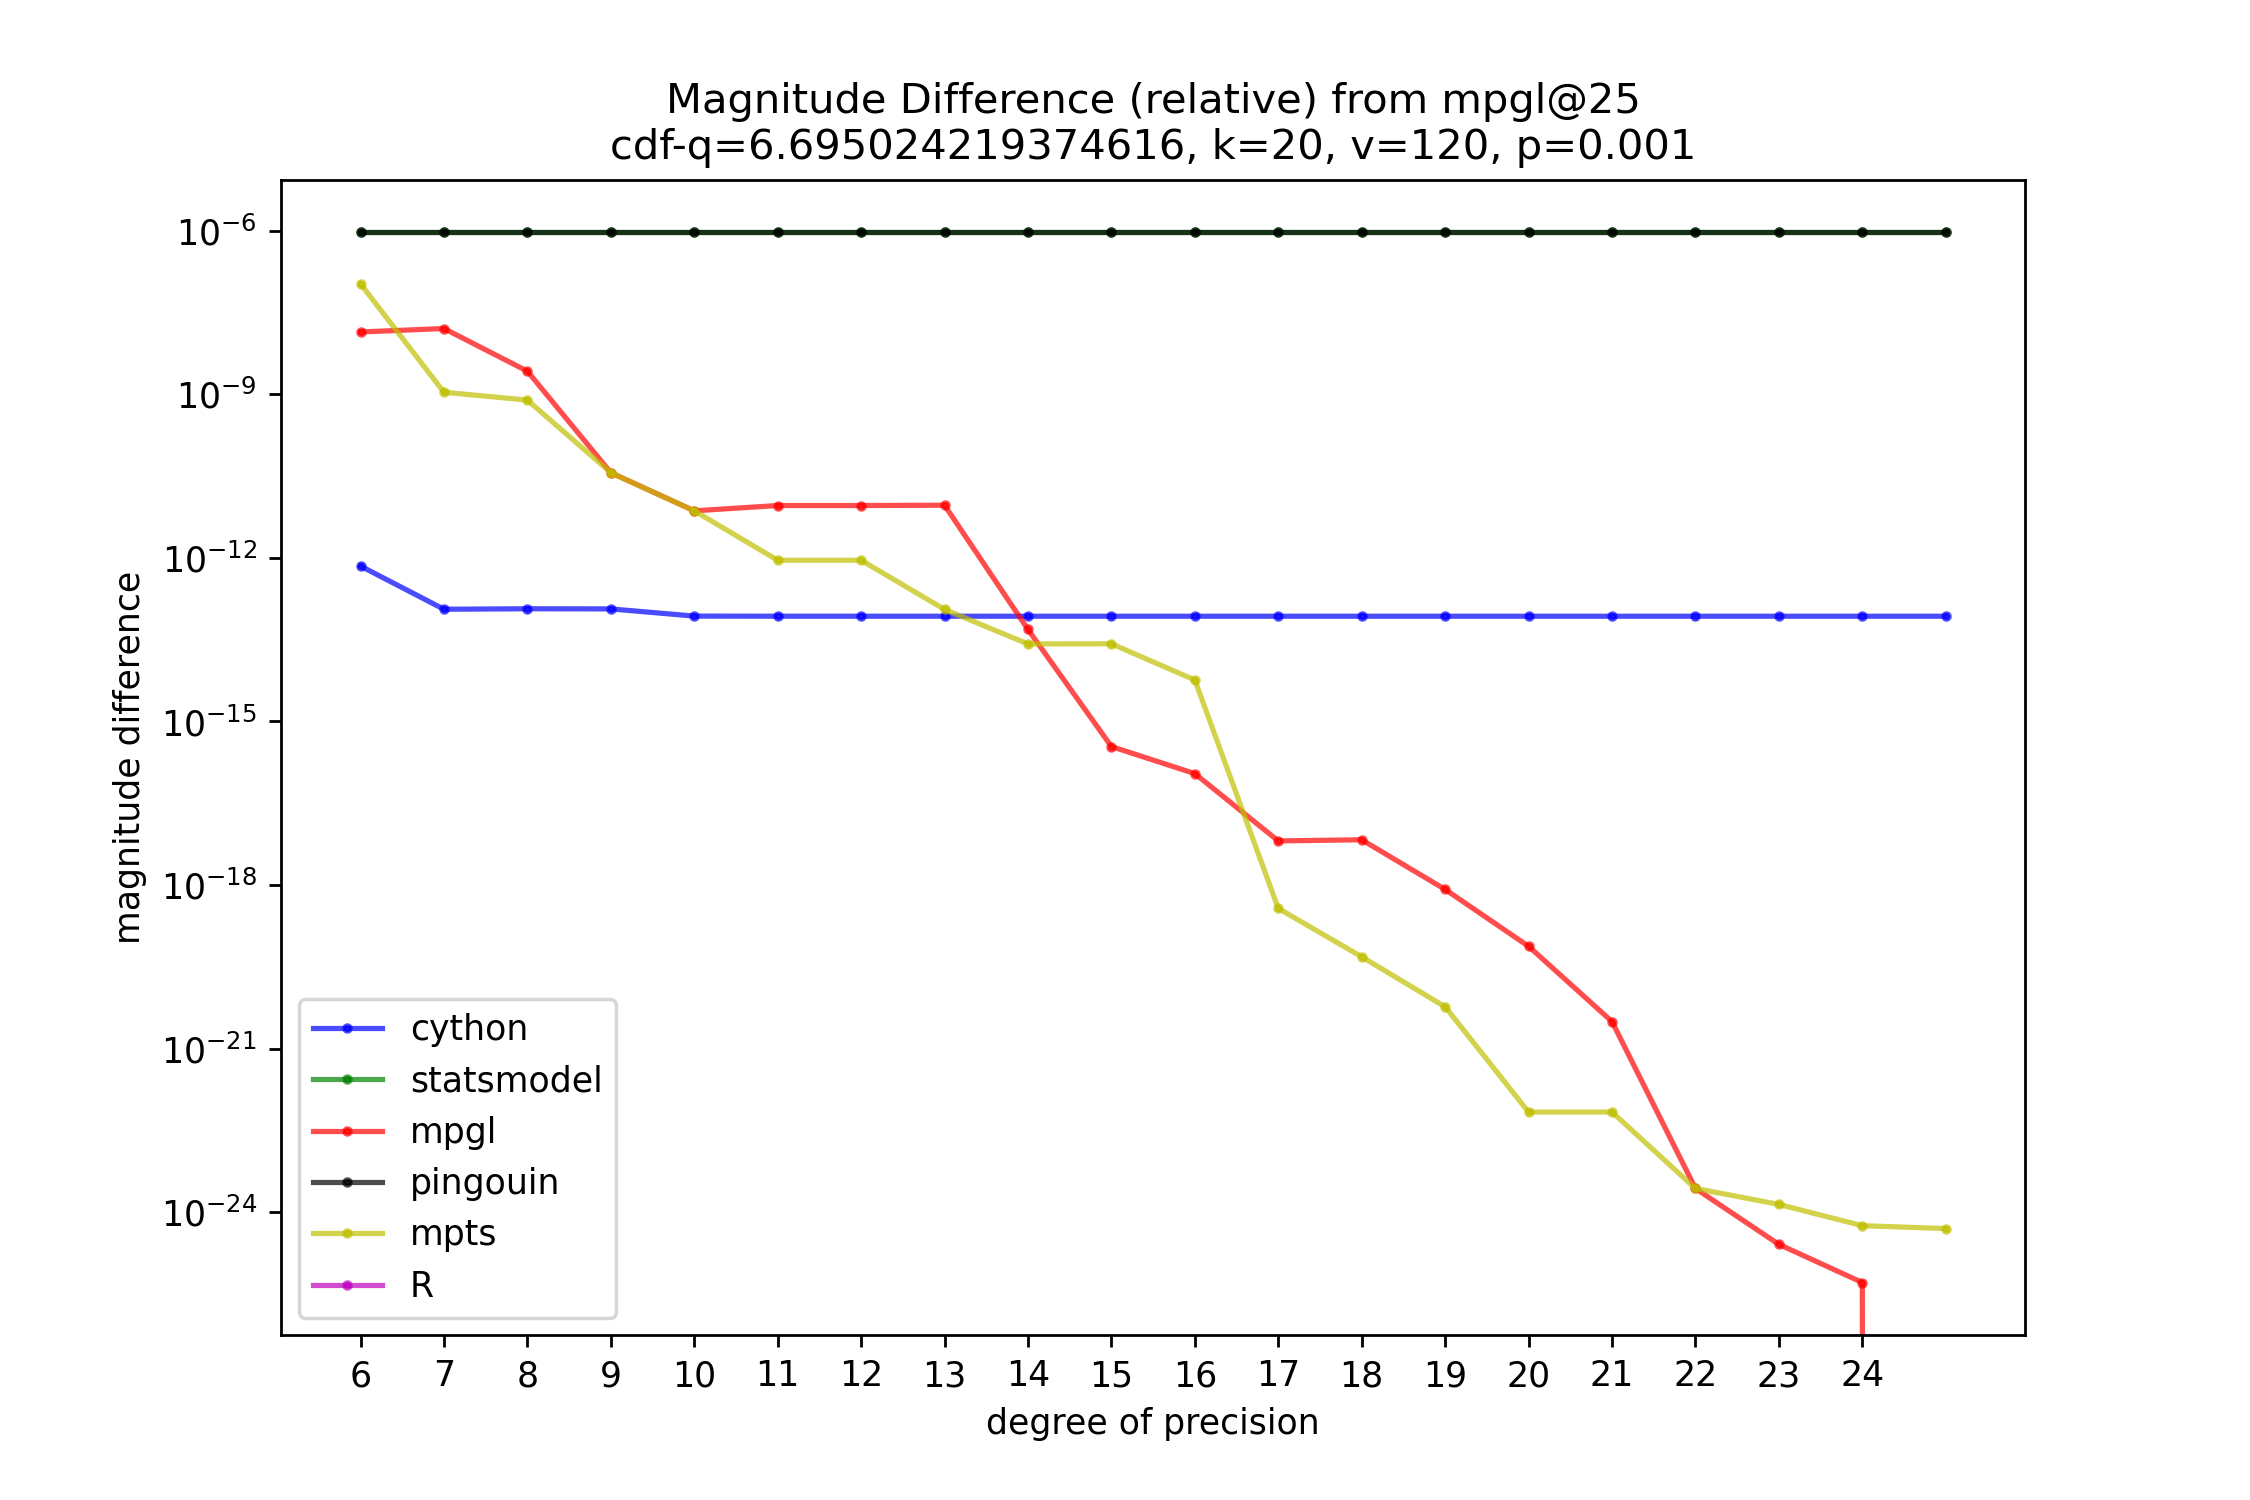 Magnitude Difference (relative) from mpgl@25
cdf-q=6.695024219374616, k=20, v=120, p=0.001
magnitude difference
10⁻⁶
10⁻⁹
10⁻¹²
10⁻¹⁵
10⁻¹⁸
10⁻²¹
10⁻²⁴
cython
statsmodel
mpgl
pingouin
mpts
R
6 7 8 9 10 11 12 13 14 15 16 17 18 19 20 21 22 23 24
degree of precision